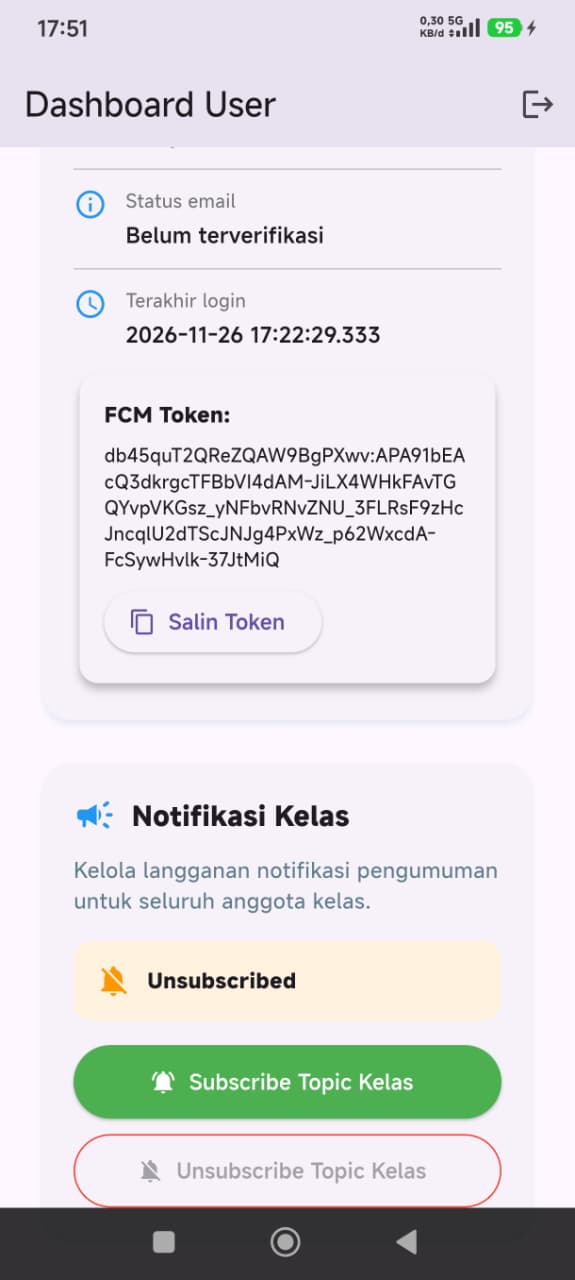 17:51
0,30 5G
KB/d
95
Dashboard User
Status email
Belum terverifikasi
Terakhir login
2026-11-26 17:22:29.333
FCM Token:
db45quT2QReZQAW9BgPXwv:APA91bEA
cQ3dkrgcTFBbVI4dAM-JiLX4WHkFAvTG
QYvpVKGsz_yNFbvRNvZNU_3FLRsF9zHc
JncqlU2dTScJNJg4PxWz_p62WxcdA-
FcSywHvlk-37JtMiQ
Salin Token
Notifikasi Kelas
Kelola langganan notifikasi pengumuman
untuk seluruh anggota kelas.
Unsubscribed
Subscribe Topic Kelas
Unsubscribe Topic Kelas